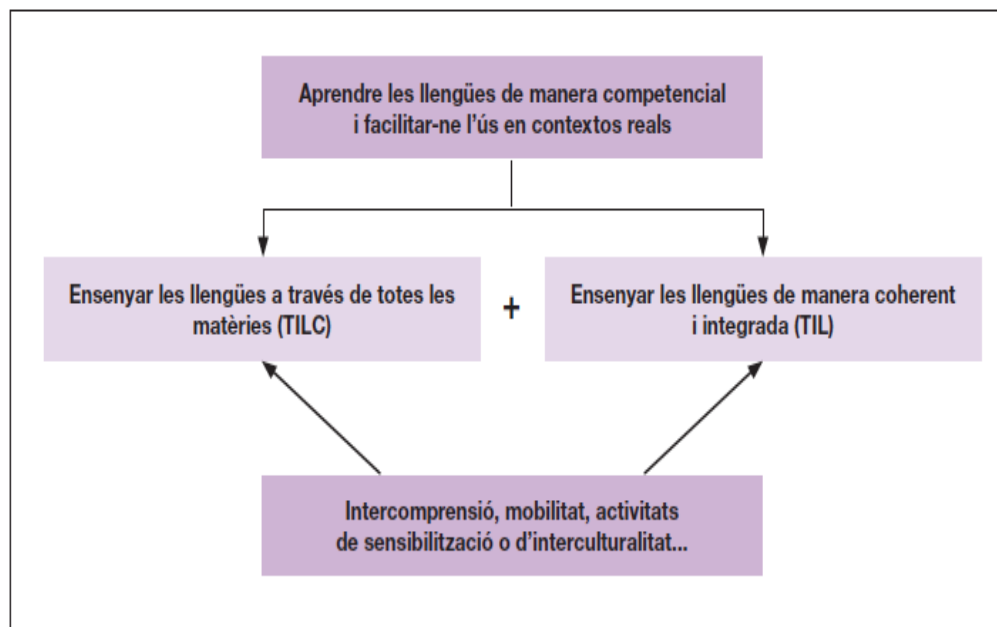 Aprendre les llengües de manera competencial
i facilitar-ne l'ús en contextos reals
Ensenyar les llengües a través de totes les
matèries (TILC)
+
Ensenyar les llengües de manera coherent
i integrada (TIL)
Intercomprensió, mobilitat, activitats
de sensibilització o d'interculturalitat...